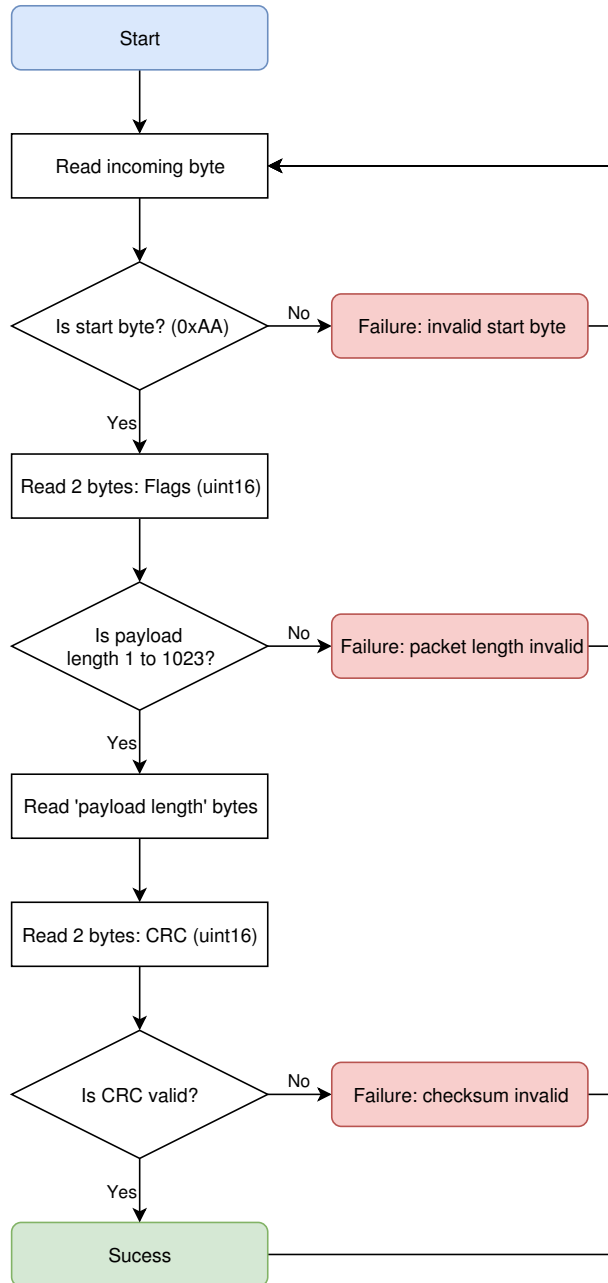 Start
Read incoming byte
Is start byte? (0xAA)
No
Failure: invalid start byte
Yes
Read 2 bytes: Flags (uint16)
Is payload
length 1 to 1023?
No
Failure: packet length invalid
Yes
Read 'payload length' bytes
Read 2 bytes: CRC (uint16)
Is CRC valid?
No
Failure: checksum invalid
Yes
Sucess